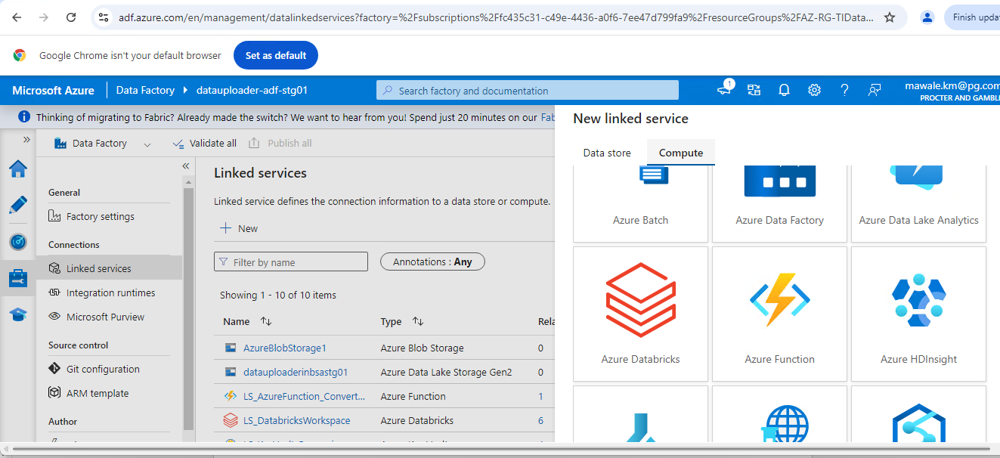 adf.azure.com/en/management/datalinkedservices?factory=%2Fsubscriptions%2Ffc435c31-c49e-4436-a0f6-7ee47d799fa9%2FresourceGroups%2FAZ-RG-TIData...
Finish upda
Google Chrome isn't your default browser
Set as default
Microsoft Azure
Data Factory
datauploader-adf-stg01
Search factory and documentation
1
mawale.km@pg.com
PROCTER AND GAMBLE
Thinking of migrating to Fabric? Already made the switch? We want to hear from you! Spend just 20 minutes on our Fab
Data Factory
Validate all
Publish all
General
Factory settings
Connections
Linked services
Integration runtimes
Microsoft Purview
Source control
Git configuration
ARM template
Author
Linked services
Linked service defines the connection information to a data store or compute.
New
Filter by name
Annotations : Any
Showing 1 - 10 of 10 items
Name Type Rela
AzureBlobStorage1 Azure Blob Storage 0
datauploaderinbsastg01 Azure Data Lake Storage Gen2 0
LS_AzureFunction_Convert... Azure Function 1
LS_DatabricksWorkspace Azure Databricks 6
New linked service
Data store
Compute
Azure Batch
Azure Data Factory
Azure Data Lake Analytics
Azure Databricks
Azure Function
Azure HDInsight